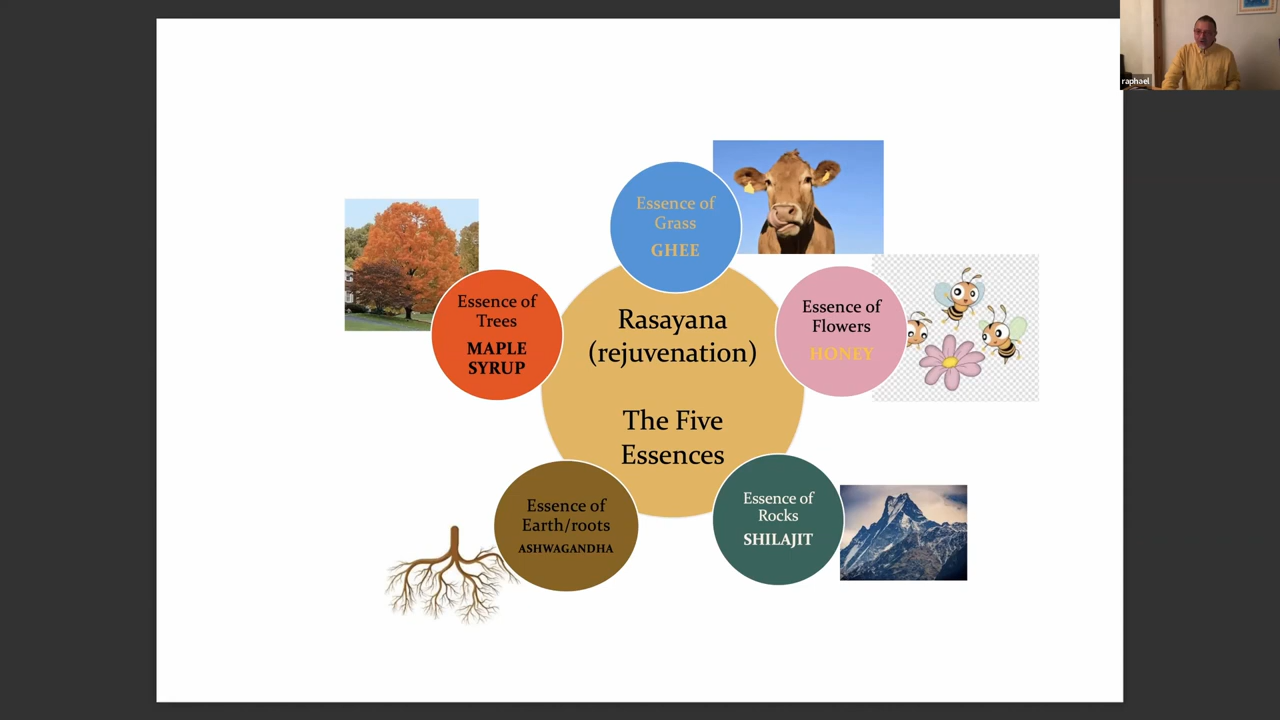 raphael
Essence of
Grass
GHEE
Essence of
Trees
MAPLE
SYRUP
Rasayana
(rejuvenation)
The Five
Essences
Essence of
Flowers
HONEY
Essence of
Earth/roots
ASHWAGANDHA
Essence of
Rocks
SHILAJIT